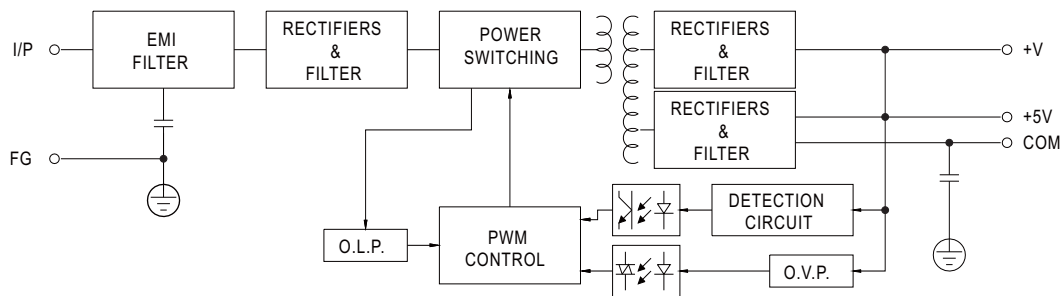 I/P
EMI
FILTER
RECTIFIERS
&
FILTER
POWER
SWITCHING
RECTIFIERS
&
FILTER
+V
RECTIFIERS
&
FILTER
+5V
COM
FG
DETECTION
CIRCUIT
O.L.P.
PWM
CONTROL
O.V.P.